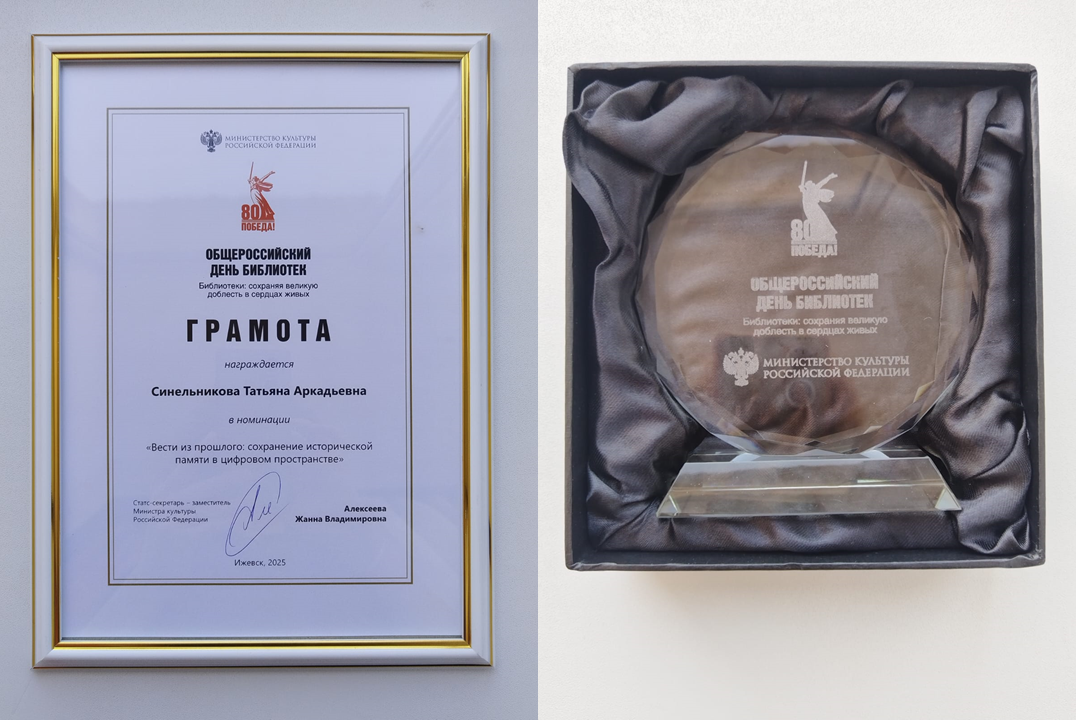 МИНИСТЕРСТВО КУЛЬТУРЫ
РОССИЙСКОЙ ФЕДЕРАЦИИ
80
ПОБЕДА!
ОБЩЕРОССИЙСКИЙ
ДЕНЬ БИБЛИОТЕК
Библиотеки: сохраняя великую
доблесть в сердцах живых
ГРАМОТА
награждается
Синельникова Татьяна Аркадьевна
в номинации
«Вести из прошлого: сохранение исторической
памяти в цифровом пространстве»
Статс-секретарь – заместитель
Министра культуры
Российской Федерации
Алексеева
Жанна Владимировна
Ижевск, 2025
80
ПОБЕДА!
ОБЩЕРОССИЙСКИЙ
ДЕНЬ БИБЛИОТЕК
Библиотеки: сохраняя великую
доблесть в сердцах живых
МИНИСТЕРСТВО КУЛЬТУРЫ
РОССИЙСКОЙ ФЕДЕРАЦИИ